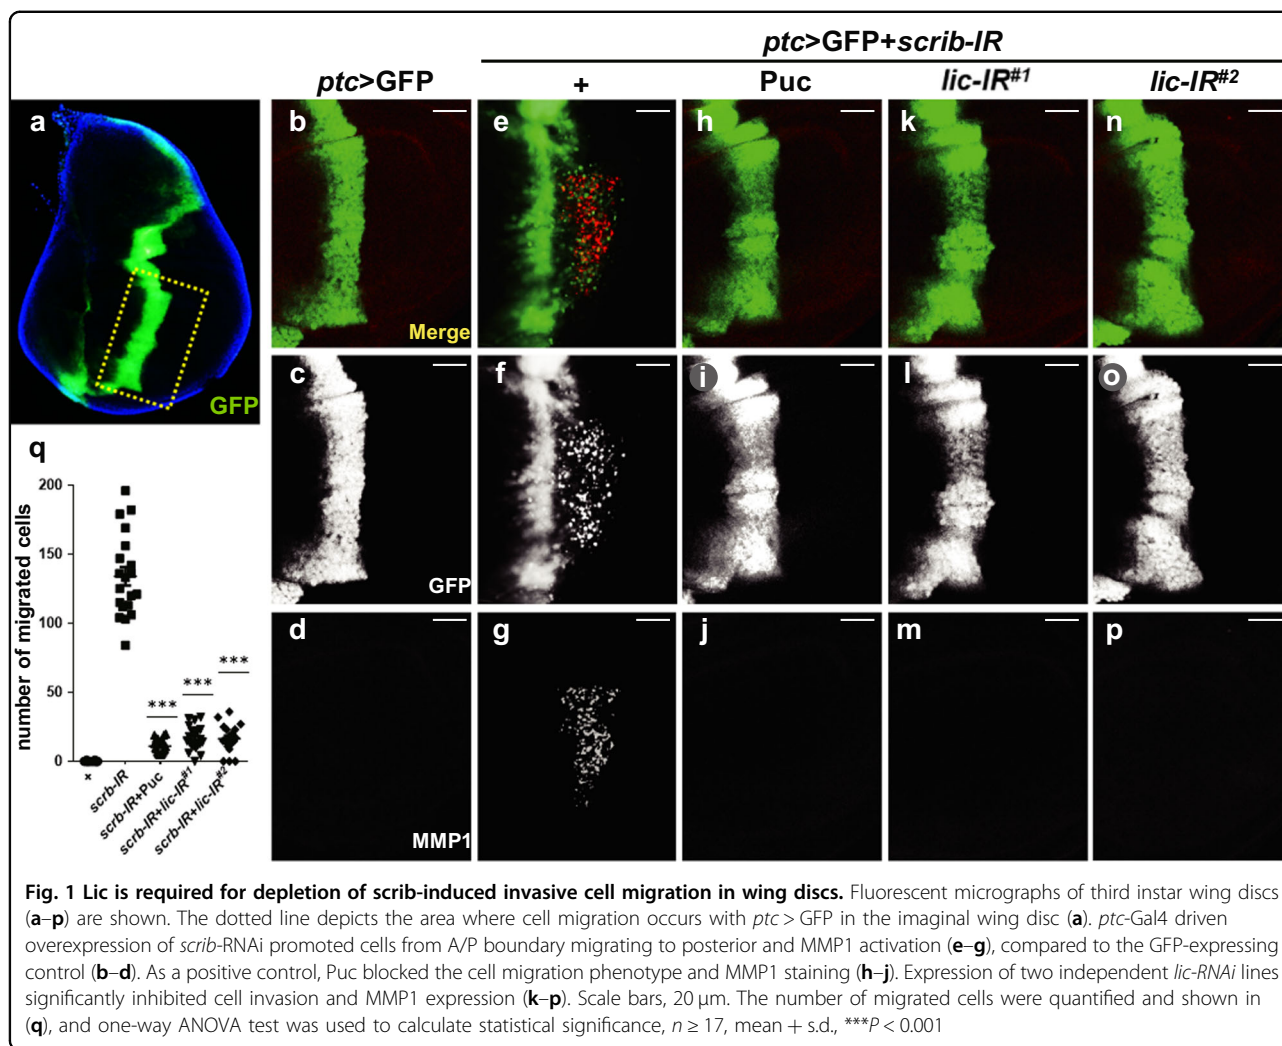 ptc>GFP+scrib-IR
ptc>GFP
+
Puc
lic-IR#1
lic-IR#2
a
GFP
b
Merge
e
h
k
n
c
f
GFP
i
l
o
d
g
MMP1
j
m
p
q
number of migrated cells
200
150
100
50
0
***
***
***
+
scrb-IR
scrb-IR+Puc
scrb-IR+lic-IR#1
scrb-IR+lic-IR#2
Fig. 1 Lic is required for depletion of scrib-induced invasive cell migration in wing discs. Fluorescent micrographs of third instar wing discs
(a–p) are shown. The dotted line depicts the area where cell migration occurs with ptc > GFP in the imaginal wing disc (a). ptc-Gal4 driven
overexpression of scrib-RNAi promoted cells from A/P boundary migrating to posterior and MMP1 activation (e–g), compared to the GFP-expressing
control (b–d). As a positive control, Puc blocked the cell migration phenotype and MMP1 staining (h–j). Expression of two independent lic-RNAi lines
significantly inhibited cell invasion and MMP1 expression (k–p). Scale bars, 20 μm. The number of migrated cells were quantified and shown in
(q), and one-way ANOVA test was used to calculate statistical significance, n ≥ 17, mean + s.d., ***P < 0.001